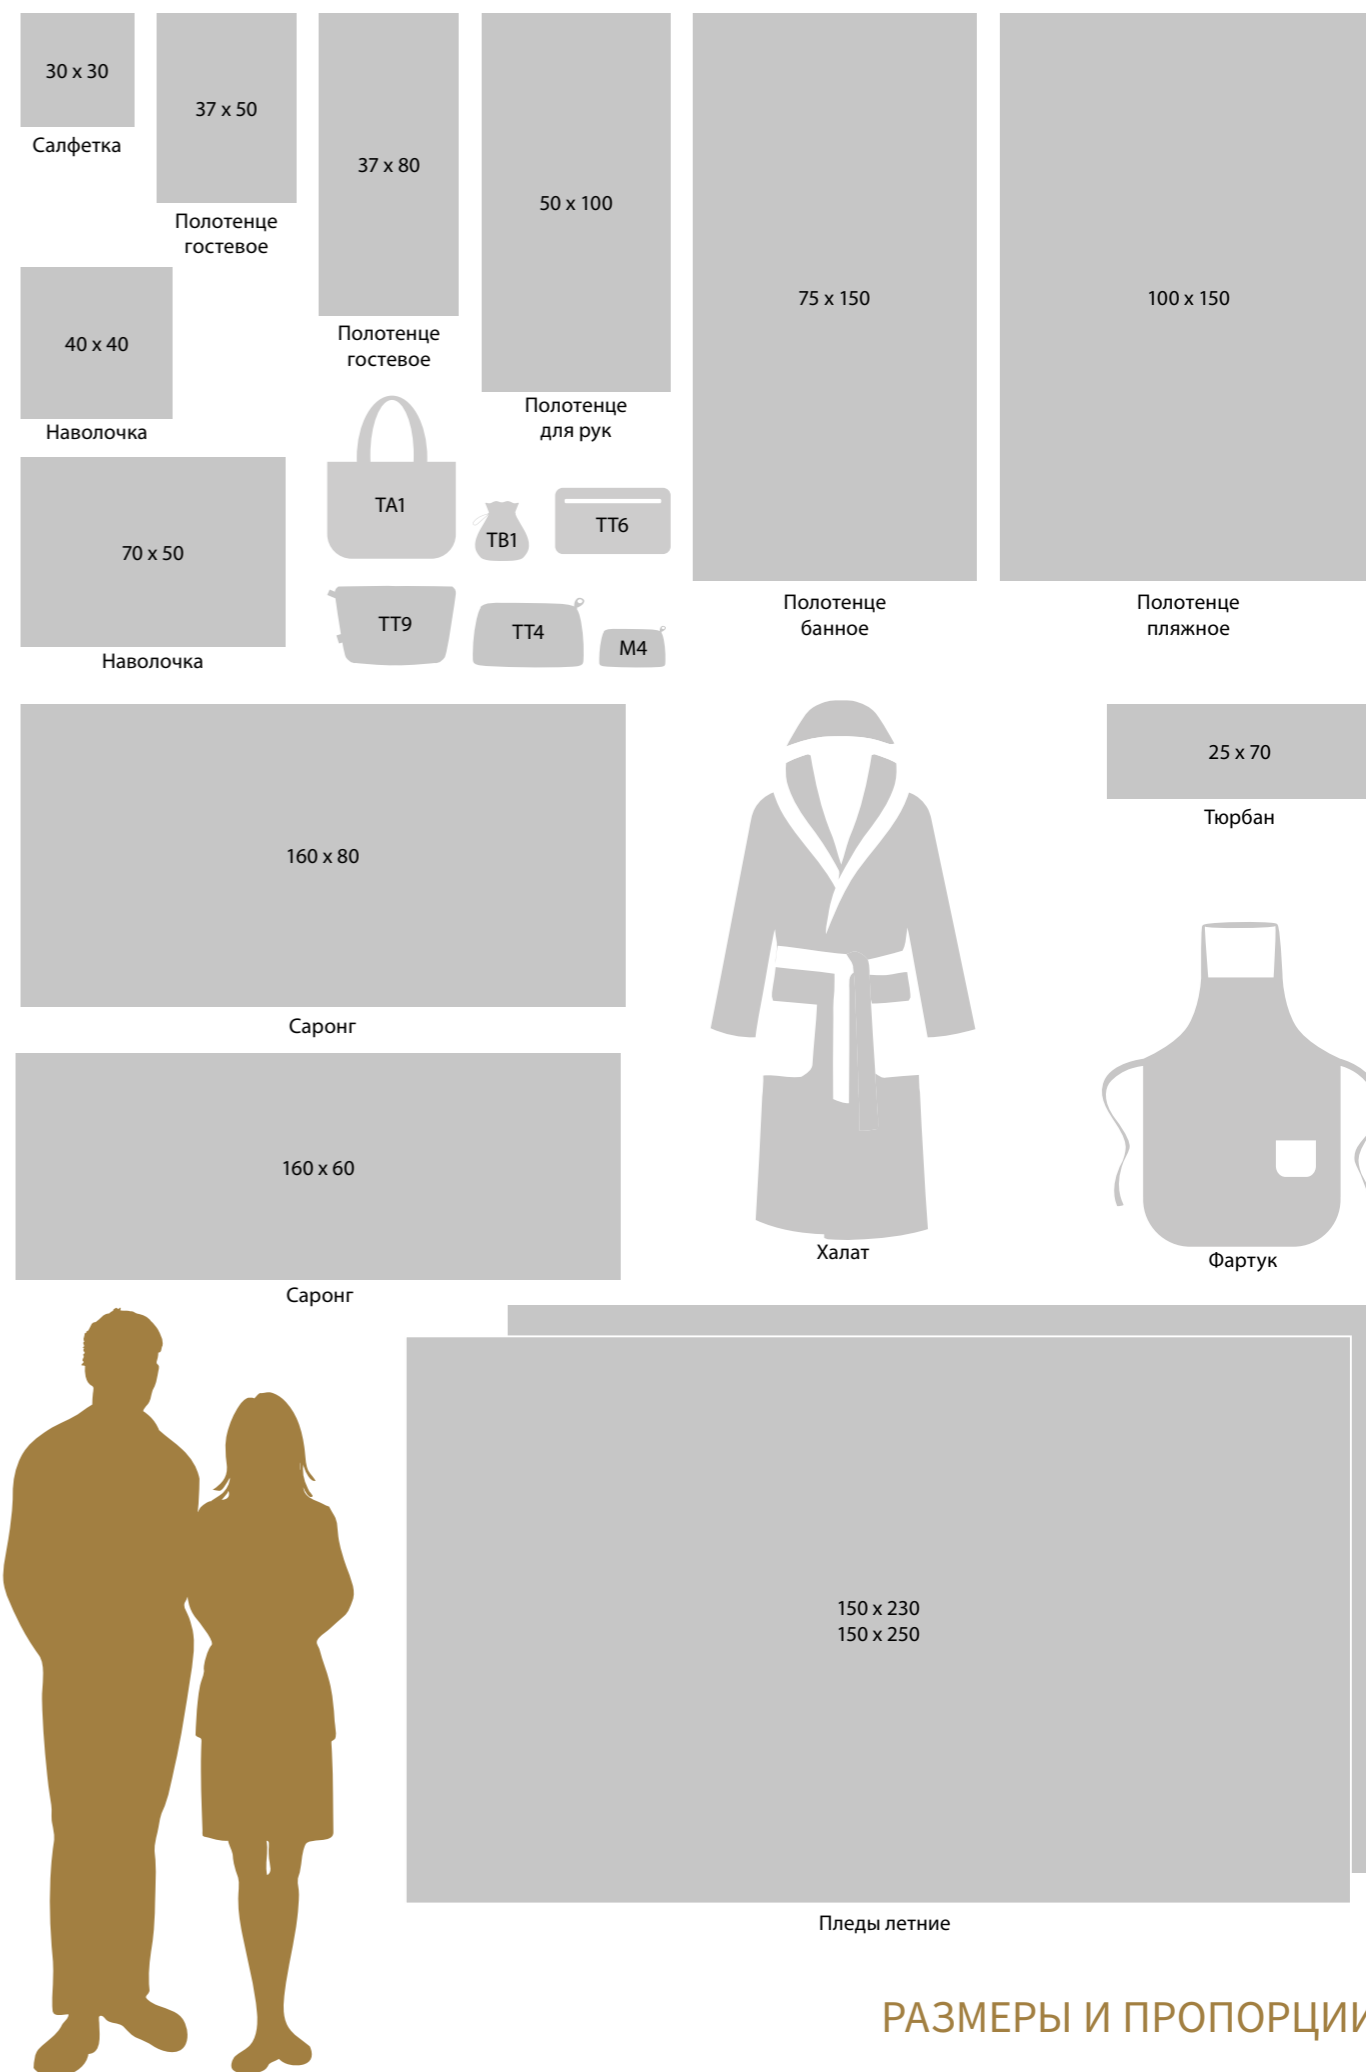 30 x 30
Салфетка
37 x 50
Полотенце
гостевое
37 x 80
Полотенце
гостевое
50 x 100
Полотенце
для рук
75 x 150
Полотенце
банное
100 x 150
Полотенце
пляжное
40 x 40
Наволочка
70 x 50
Наволочка
TA1
TB1
TT6
TT9
TT4
M4
160 x 80
Саронг
160 x 60
Саронг
Халат
25 x 70
Тюрбан
Фартук
150 x 230
150 x 250
Пледы летние
РАЗМЕРЫ И ПРОПОРЦИИ